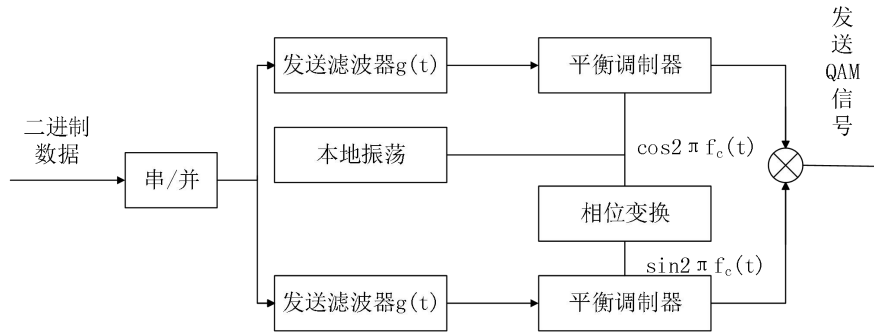 发送滤波器g(t)
平衡调制器
发
送
QAM
信
号
二进制
数据
本地振荡
cos2πf_c(t)
串/并
相位变换
sin2πf_c(t)
发送滤波器g(t)
平衡调制器